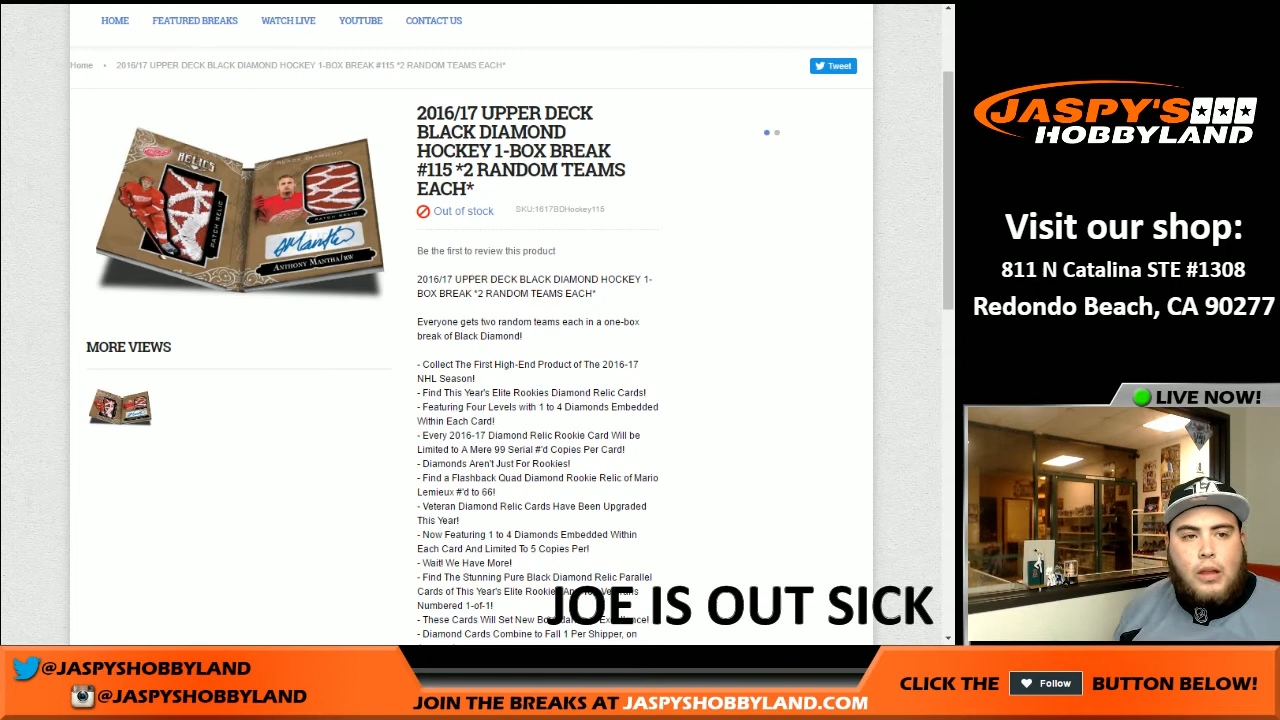 HOME FEATURED BREAKS WATCH LIVE YOUTUBE CONTACT US
Home • 2016/17 UPPER DECK BLACK DIAMOND HOCKEY 1-BOX BREAK #115 *2 RANDOM TEAMS EACH*
Tweet
RELICS
BLACK DIAMOND
PATCH RELIC
PATCH RELIC
ANTHONY MANTHA/RW
MORE VIEWS
2016/17 UPPER DECK
BLACK DIAMOND
HOCKEY 1-BOX BREAK
#115 *2 RANDOM TEAMS
EACH*
Out of stock SKU:1617BDHockey115
Be the first to review this product
2016/17 UPPER DECK BLACK DIAMOND HOCKEY 1-
BOX BREAK *2 RANDOM TEAMS EACH*
Everyone gets two random teams each in a one-box
break of Black Diamond!
- Collect The First High-End Product of The 2016-17
NHL Season!
- Find This Year's Elite Rookies Diamond Relic Cards!
- Featuring Four Levels with 1 to 4 Diamonds Embedded
Within Each Card!
- Every 2016-17 Diamond Relic Rookie Card Will be
Limited to A Mere 99 Serial #'d Copies Per Card!
- Diamonds Aren't Just For Rookies!
- Find a Flashback Quad Diamond Rookie Relic of Mario
Lemieux #'d to 66!
- Veteran Diamond Relic Cards Have Been Upgraded
This Year!
- Now Featuring 1 to 4 Diamonds Embedded Within
Each Card And Limited To 5 Copies Per!
- Wait! We Have More!
- Find The Stunning Pure Black Diamond Relic Parallel
Cards of This Year's Elite Rookies
Numbered 1-of-1!
- These Cards Will Set New
- Diamond Cards Combine to Fall 1 Per Shipper, on
JOE IS OUT SICK
JASPY'S
HOBBYLAND
Visit our shop:
811 N Catalina STE #1308
Redondo Beach, CA 90277
LIVE NOW!
@JASPYSHOBBYLAND
@JASPYSHOBBYLAND
JOIN THE BREAKS AT JASPYSHOBBYLAND.COM
CLICK THE Follow BUTTON BELOW!